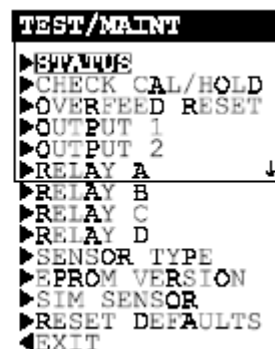 TEST/MAINT
▶STATUS
▶CHECK CAL/HOLD
▶OVERFEED RESET
▶OUTPUT 1
▶OUTPUT 2
▶RELAY A ↓
▶RELAY B
▶RELAY C
▶RELAY D
▶SENSOR TYPE
▶EPROM VERSION
▶SIM SENSOR
▶RESET DEFAULTS
◀EXIT